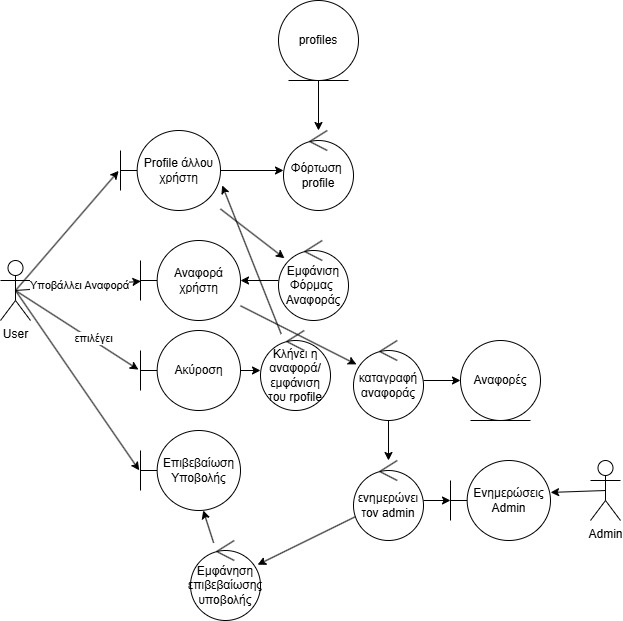 profiles
Profile άλλου
χρήστη
Φόρτωση
profile
Αναφορά
χρήστη
Εμφάνιση
Φόρμας
Αναφοράς
Υποβάλλει Αναφορά
User
επιλέγει
Ακύροση
Κλήνει η
αναφορά/
εμφάνιση
του rpofile
καταγραφή
αναφοράς
Αναφορές
Επιβεβαίωση
Υποβολής
ενημερώνει
τον admin
Ενημερώσεις
Admin
Admin
Εμφάνηση
επιβεβαίωσης
υποβολής